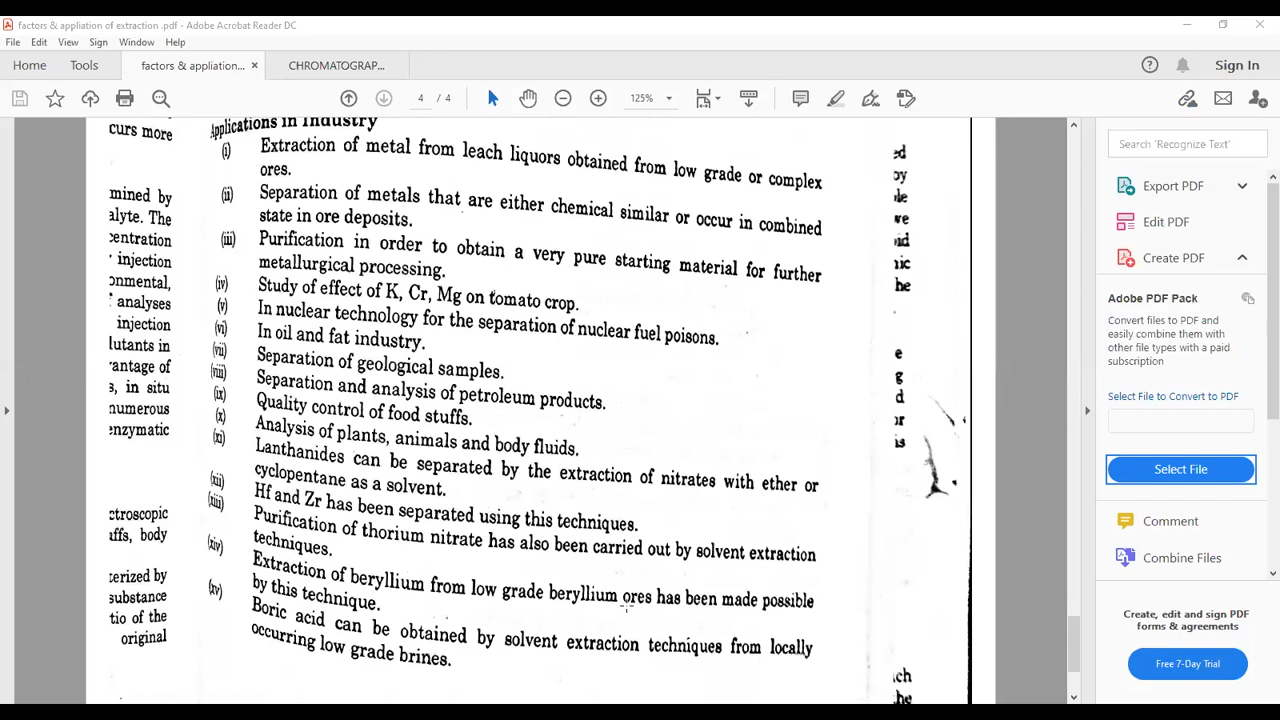 factors & appliation of extraction .pdf - Adobe Acrobat Reader DC
File Edit View Sign Window Help
Home Tools factors & appliation... × CHROMATOGRAP... Sign In
4 / 4 125%
curs more
mined by
alyte. The
centration
injection
onmental,
analyses
injection
lutants in
vantage of
s, in situ
numerous
enzymatic
ctroscopic
uffs, body
terized by
substance
tio of the
original
Applications in Industry
(i) Extraction of metal from leach liquors obtained from low grade or complex
ores.
(ii) Separation of metals that are either chemical similar or occur in combined
state in ore deposits.
(iii) Purification in order to obtain a very pure starting material for further
metallurgical processing.
(iv) Study of effect of K, Cr, Mg on tomato crop.
(v) In nuclear technology for the separation of nuclear fuel poisons.
(vi) In oil and fat industry.
(vii) Separation of geological samples.
(viii) Separation and analysis of petroleum products.
(ix) Quality control of food stuffs.
(x) Analysis of plants, animals and body fluids.
(xi) Lanthanides can be separated by the extraction of nitrates with ether or
cyclopentane as a solvent.
(xii) Hf and Zr has been separated using this techniques.
(xiii) Purification of thorium nitrate has also been carried out by solvent extraction
techniques.
(xiv) Extraction of beryllium from low grade beryllium ores has been made possible
by this technique.
(xv) Boric acid can be obtained by solvent extraction techniques from locally
occurring low grade brines.
Search 'Recognize Text'
Export PDF
Edit PDF
Create PDF
Adobe PDF Pack
Convert files to PDF and
easily combine them with
other file types with a paid
subscription
Select File to Convert to PDF
Select File
Comment
Combine Files
Create, edit and sign PDF
forms & agreements
Free 7-Day Trial